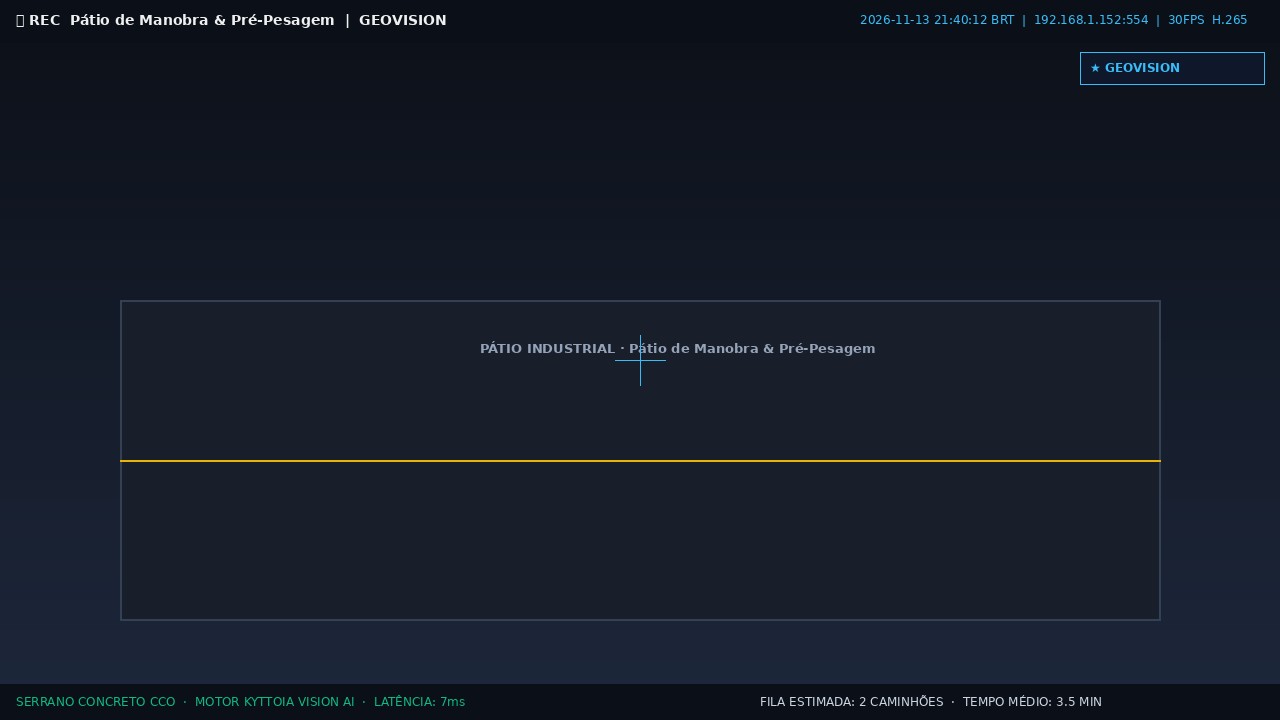 REC Pátio de Manobra & Pré-Pesagem | GEOVISION
2026-11-13 21:40:12 BRT | 192.168.1.152:554 | 30FPS H.265
★ GEOVISION
PÁTIO INDUSTRIAL · Pátio de Manobra & Pré-Pesagem
SERRANO CONCRETO CCO · MOTOR KYTTOIA VISION AI · LATÊNCIA: 7ms
FILA ESTIMADA: 2 CAMINHÕES · TEMPO MÉDIO: 3.5 MIN